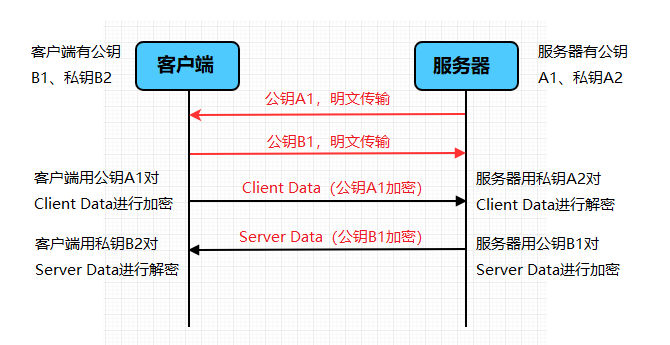 客户端有公钥
B1、私钥B2
客户端
服务器
服务器有公钥
A1、私钥A2
公钥A1，明文传输
公钥B1，明文传输
客户端用公钥A1对
Client Data进行加密
Client Data（公钥A1加密）
服务器用私钥A2对
Client Data进行解密
客户端用私钥B2对
Server Data进行解密
Server Data（公钥B1加密）
服务器用公钥B1对
Server Data进行加密